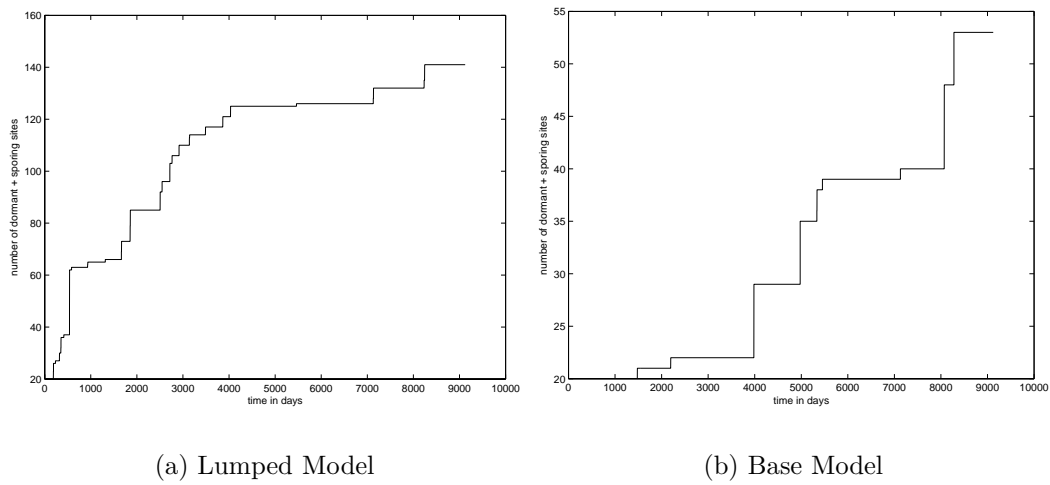 160
140
120
100
80
60
40
20
number of dormant + sporing sites
0 1000 2000 3000 4000 5000 6000 7000 8000 9000 10000
time in days
(a) Lumped Model
55
50
45
40
35
30
25
20
number of dormant + sporing sites
0 1000 2000 3000 4000 5000 6000 7000 8000 9000 10000
time in days
(b) Base Model